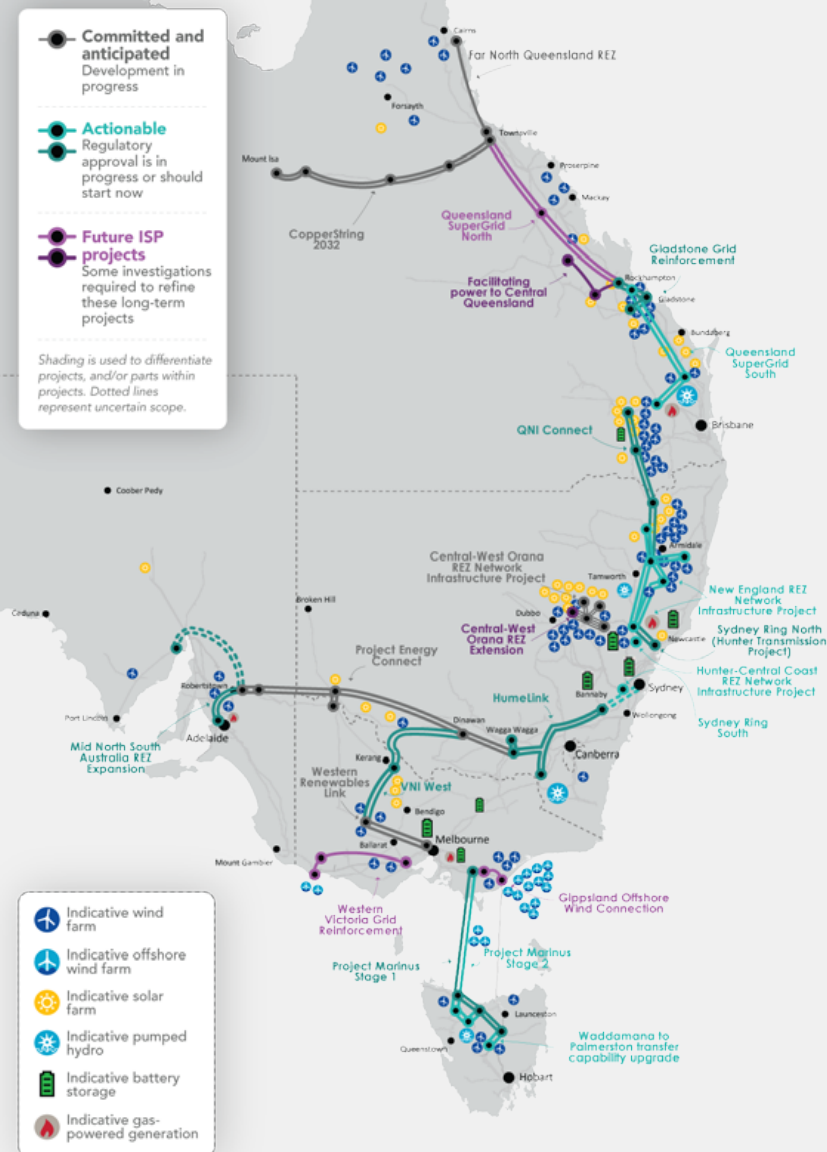 Committed and
anticipated
Development in
progress
Actionable
Regulatory
approval is in
progress or should
start now
Future ISP
projects
Some investigations
required to refine
these long-term
projects
Shading is used to differentiate
projects, and/or parts within
projects. Dotted lines
represent uncertain scope.
Cairns
Far North Queensland REZ
Forsayth
Townsville
Mount Isa
Proserpine
Mackay
CopperString
2032
Queensland
SuperGrid
North
Gladstone Grid
Reinforcement
Facilitating
power to Central
Queensland
Rockhampton
Gladstone
Bundaberg
Queensland
SuperGrid
South
QNI Connect
Brisbane
Coober Pedy
Armidale
Central-West Orana
REZ Network
Infrastructure Project
Tamworth
New England REZ
Network
Infrastructure Project
Broken Hill
Ceduna
Dubbo
Central-West
Orana REZ
Extension
Newcastle
Sydney Ring North
(Hunter Transmission
Project)
Project Energy
Connect
Hunter-Central Coast
REZ Network
Infrastructure Project
Robertstown
HumeLink
Bannaby
Sydney
Port Lincoln
Adelaide
Dinawan
Wagga Wagga
Wollongong
Sydney Ring
South
Mid North South
Australia REZ
Expansion
Kerang
Canberra
Western
Renewables
Link
VNI West
Bendigo
Ballarat
Melbourne
Mount Gambier
Western
Victoria Grid
Reinforcement
Gippsland Offshore
Wind Connection
Project Marinus
Stage 1
Project Marinus
Stage 2
Launceston
Queenstown
Waddamana to
Palmerston transfer
capability upgrade
Hobart
Indicative wind
farm
Indicative offshore
wind farm
Indicative solar
farm
Indicative pumped
hydro
Indicative battery
storage
Indicative gas-
powered generation